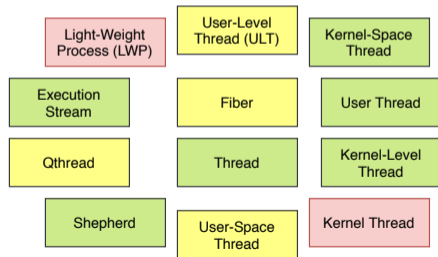 Light-Weight
Process (LWP)
User-Level
Thread (ULT)
Kernel-Space
Thread
Execution
Stream
Fiber
User Thread
Qthread
Thread
Kernel-Level
Thread
Shepherd
User-Space
Thread
Kernel Thread